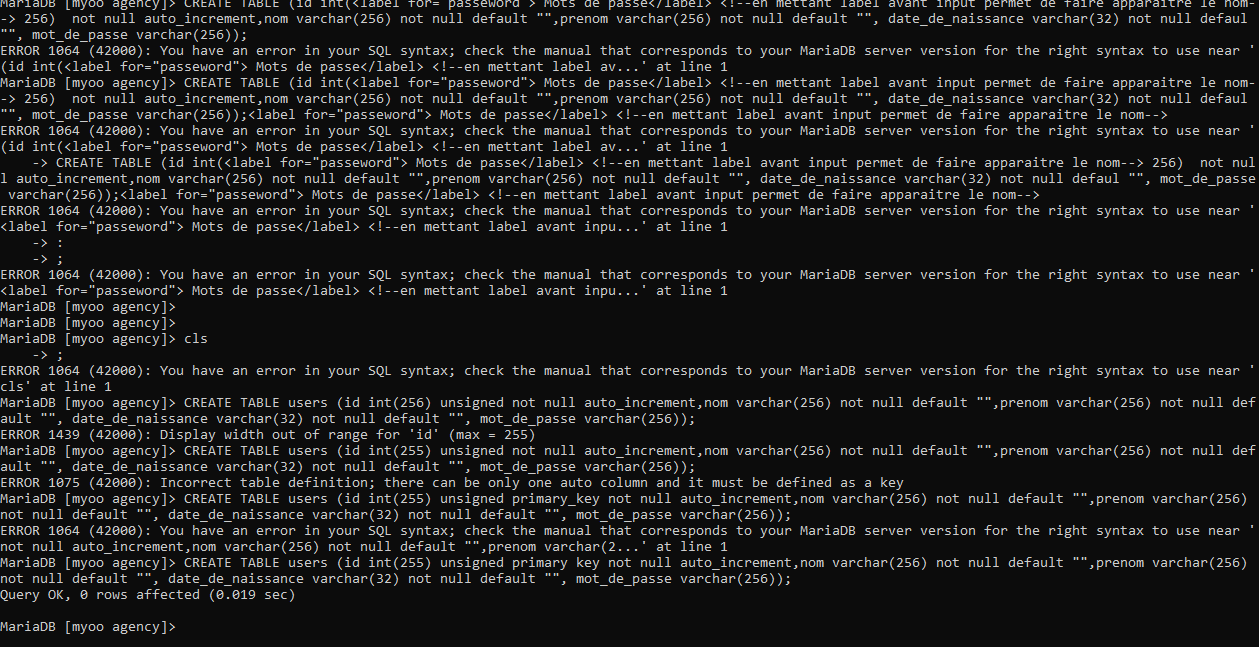 MariaDB [myoo agency]> CREATE TABLE (id int(<label for="passeword"> Mots de passe</label> <!--en mettant label avant input permet de faire apparaitre le nom-
-> 256)  not null auto_increment,nom varchar(256) not null default "",prenom varchar(256) not null default "", date_de_naissance varchar(32) not null defaul
"", mot_de_passe varchar(256));
ERROR 1064 (42000): You have an error in your SQL syntax; check the manual that corresponds to your MariaDB server version for the right syntax to use near '
(id int(<label for="passeword"> Mots de passe</label> <!--en mettant label av...' at line 1
MariaDB [myoo agency]> CREATE TABLE (id int(<label for="passeword"> Mots de passe</label> <!--en mettant label avant input permet de faire apparaitre le nom-
-> 256)  not null auto_increment,nom varchar(256) not null default "",prenom varchar(256) not null default "", date_de_naissance varchar(32) not null defaul
"", mot_de_passe varchar(256));<label for="passeword"> Mots de passe</label> <!--en mettant label avant input permet de faire apparaitre le nom-->
ERROR 1064 (42000): You have an error in your SQL syntax; check the manual that corresponds to your MariaDB server version for the right syntax to use near '
(id int(<label for="passeword"> Mots de passe</label> <!--en mettant label av...' at line 1
    -> CREATE TABLE (id int(<label for="passeword"> Mots de passe</label> <!--en mettant label avant input permet de faire apparaitre le nom--> 256)  not nul
l auto_increment,nom varchar(256) not null default "",prenom varchar(256) not null default "", date_de_naissance varchar(32) not null defaul "", mot_de_passe
 varchar(256));<label for="passeword"> Mots de passe</label> <!--en mettant label avant input permet de faire apparaitre le nom-->
ERROR 1064 (42000): You have an error in your SQL syntax; check the manual that corresponds to your MariaDB server version for the right syntax to use near '
<label for="passeword"> Mots de passe</label> <!--en mettant label avant inpu...' at line 1
    -> :
    -> ;
ERROR 1064 (42000): You have an error in your SQL syntax; check the manual that corresponds to your MariaDB server version for the right syntax to use near '
<label for="passeword"> Mots de passe</label> <!--en mettant label avant inpu...' at line 1
MariaDB [myoo agency]>
MariaDB [myoo agency]>
MariaDB [myoo agency]> cls
    -> ;
ERROR 1064 (42000): You have an error in your SQL syntax; check the manual that corresponds to your MariaDB server version for the right syntax to use near '
cls' at line 1
MariaDB [myoo agency]> CREATE TABLE users (id int(256) unsigned not null auto_increment,nom varchar(256) not null default "",prenom varchar(256) not null def
ault "", date_de_naissance varchar(32) not null default "", mot_de_passe varchar(256));
ERROR 1439 (42000): Display width out of range for 'id' (max = 255)
MariaDB [myoo agency]> CREATE TABLE users (id int(255) unsigned not null auto_increment,nom varchar(256) not null default "",prenom varchar(256) not null def
ault "", date_de_naissance varchar(32) not null default "", mot_de_passe varchar(256));
ERROR 1075 (42000): Incorrect table definition; there can be only one auto column and it must be defined as a key
MariaDB [myoo agency]> CREATE TABLE users (id int(255) unsigned primary_key not null auto_increment,nom varchar(256) not null default "",prenom varchar(256)
not null default "", date_de_naissance varchar(32) not null default "", mot_de_passe varchar(256));
ERROR 1064 (42000): You have an error in your SQL syntax; check the manual that corresponds to your MariaDB server version for the right syntax to use near '
not null auto_increment,nom varchar(256) not null default "",prenom varchar(2...' at line 1
MariaDB [myoo agency]> CREATE TABLE users (id int(255) unsigned primary key not null auto_increment,nom varchar(256) not null default "",prenom varchar(256)
not null default "", date_de_naissance varchar(32) not null default "", mot_de_passe varchar(256));
Query OK, 0 rows affected (0.019 sec)
MariaDB [myoo agency]>